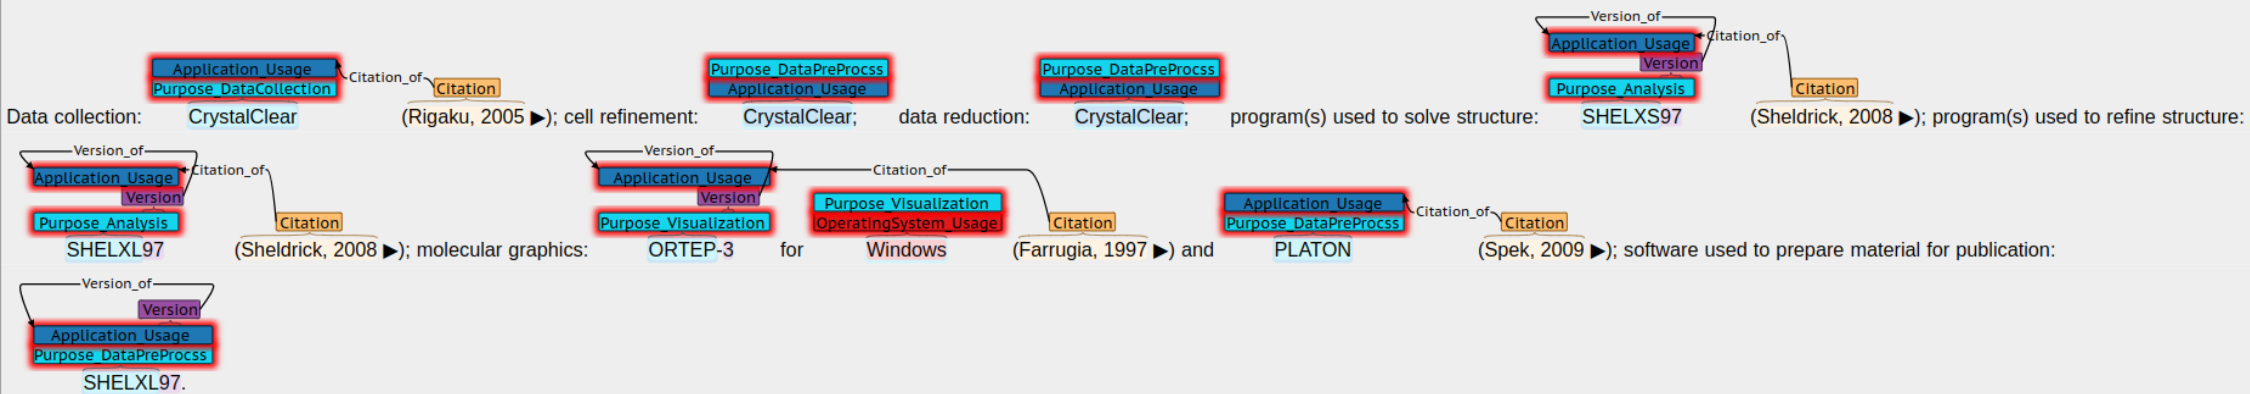 Version_of
Application_Usage Citation_of
Version
Application_Usage Citation_of Purpose_DataPreProcss Purpose_DataPreProcss
Purpose_DataCollection Citation Application_Usage Application_Usage Purpose_Analysis Citation
Data collection: CrystalClear (Rigaku, 2005 ▶); cell refinement: CrystalClear; data reduction: CrystalClear; program(s) used to solve structure: SHELXS97 (Sheldrick, 2008 ▶); program(s) used to refine structure:
Version_of Version_of
Application_Usage Citation_of Application_Usage Citation_of
Version Version Purpose_Visualization Application_Usage Citation_of
Purpose_Analysis Citation Purpose_Visualization OperatingSystem_Usage Citation Purpose_DataPreProcss Citation
SHELXL97 (Sheldrick, 2008 ▶); molecular graphics: ORTEP-3 for Windows (Farrugia, 1997 ▶) and PLATON (Spek, 2009 ▶); software used to prepare material for publication:
Version_of
Version
Application_Usage
Purpose_DataPreProcss
SHELXL97.